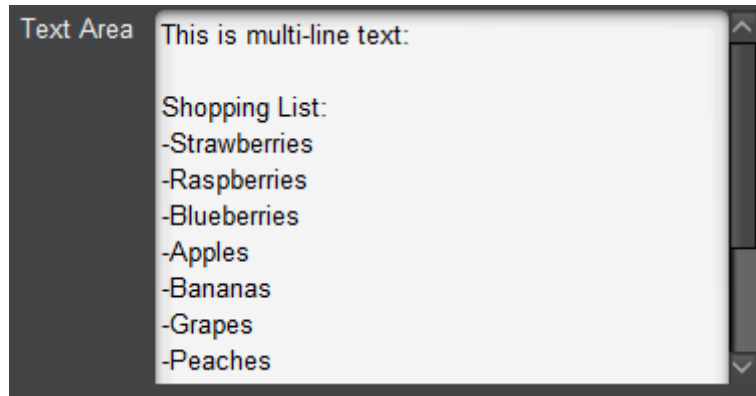 Text Area
This is multi-line text:

Shopping List:
-Strawberries
-Raspberries
-Blueberries
-Apples
-Bananas
-Grapes
-Peaches